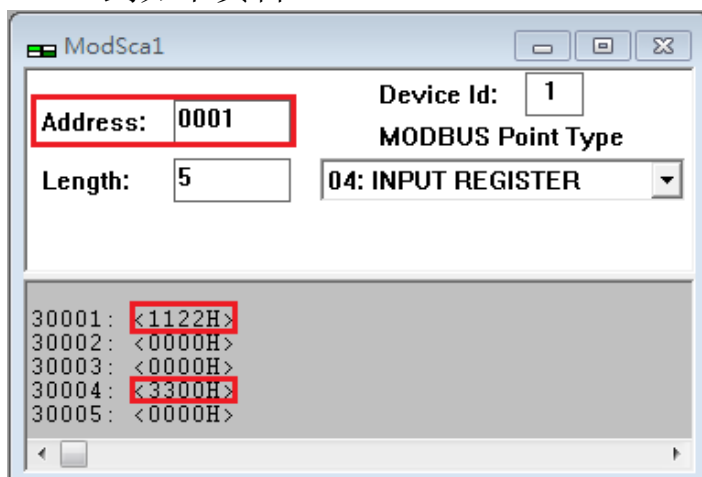 ModSca1
Device Id: 1
Address: 0001
MODBUS Point Type
Length: 5
04: INPUT REGISTER
30001: <1122H>
30002: <0000H>
30003: <0000H>
30004: <3300H>
30005: <0000H>